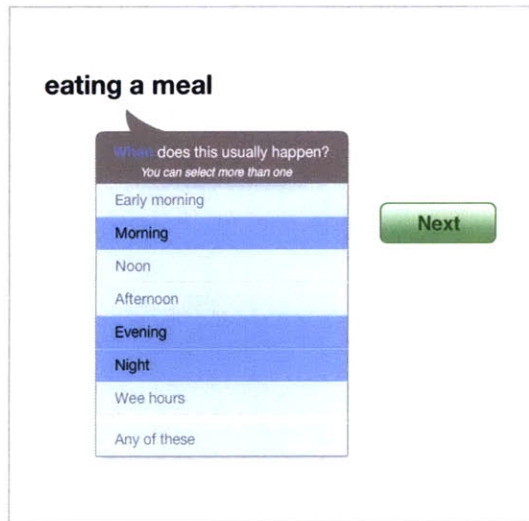 eating a meal
When does this usually happen?
You can select more than one
Early morning
Morning
Next
Noon
Afternoon
Evening
Night
Wee hours
Any of these